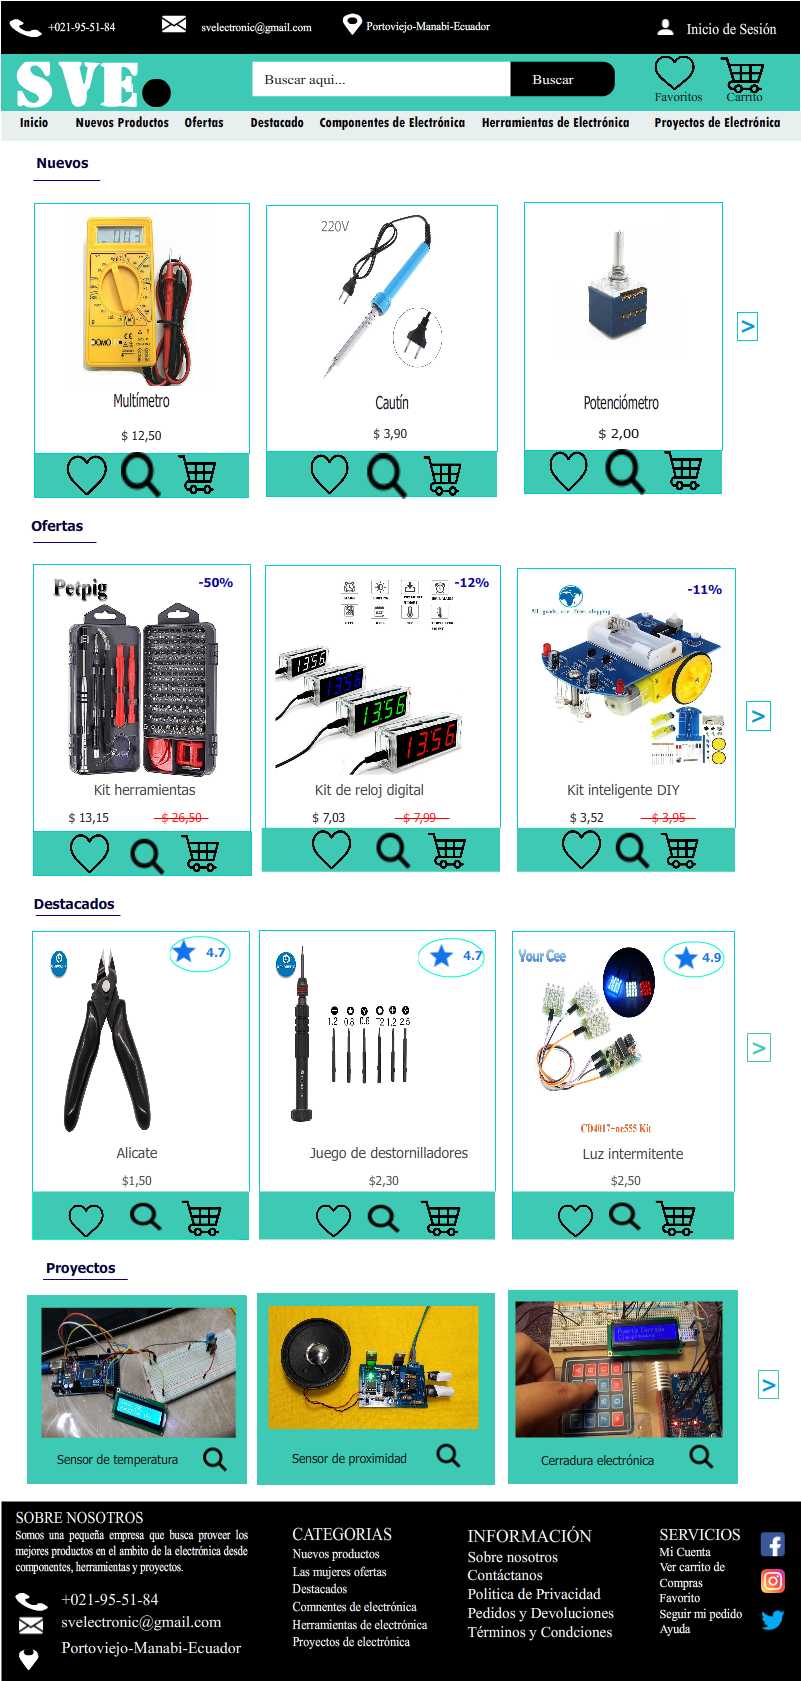 +021-95-51-84
svelectronic@gmail.com
Portoviejo-Manabi-Ecuador
Inicio de Sesión
SVE
Buscar aqui...
Buscar
Favoritos
Carrito
Inicio
Nuevos Productos
Ofertas
Destacado
Componentes de Electrónica
Herramientas de Electrónica
Proyectos de Electrónica
Nuevos
DOMO
220V
Multímetro
Cautín
Potenciómetro
$ 12,50
$ 3,90
$ 2,00
>
Ofertas
Petpig
-50%
-12%
-11%
13:56
13:56
13:56
13:56
>
Kit herramientas
Kit de reloj digital
Kit inteligente DIY
$ 13,15
$ 26,50
$ 7,03
$ 7,99
$ 3,52
$ 3,95
Destacados
4.7
4.7
Your Cee
4.9
>
CD4017+ne555 Kit
Alicate
Juego de destornilladores
Luz intermitente
$1,50
$2,30
$2,50
Proyectos
>
Sensor de temperatura
Sensor de proximidad
Cerradura electrónica
SOBRE NOSOTROS
Somos una pequeña empresa que busca proveer los
mejores productos en el ambito de la electrónica desde
componentes, herramientas y proyectos.
+021-95-51-84
svelectronic@gmail.com
Portoviejo-Manabi-Ecuador
CATEGORIAS
Nuevos productos
Las mujeres ofertas
Destacados
Comnentes de electrónica
Herramientas de electrónica
Proyectos de electrónica
INFORMACIÓN
Sobre nosotros
Contáctanos
Politica de Privacidad
Pedidos y Devoluciones
Términos y Condciones
SERVICIOS
Mi Cuenta
Ver carrito de
Compras
Favorito
Seguir mi pedido
Ayuda